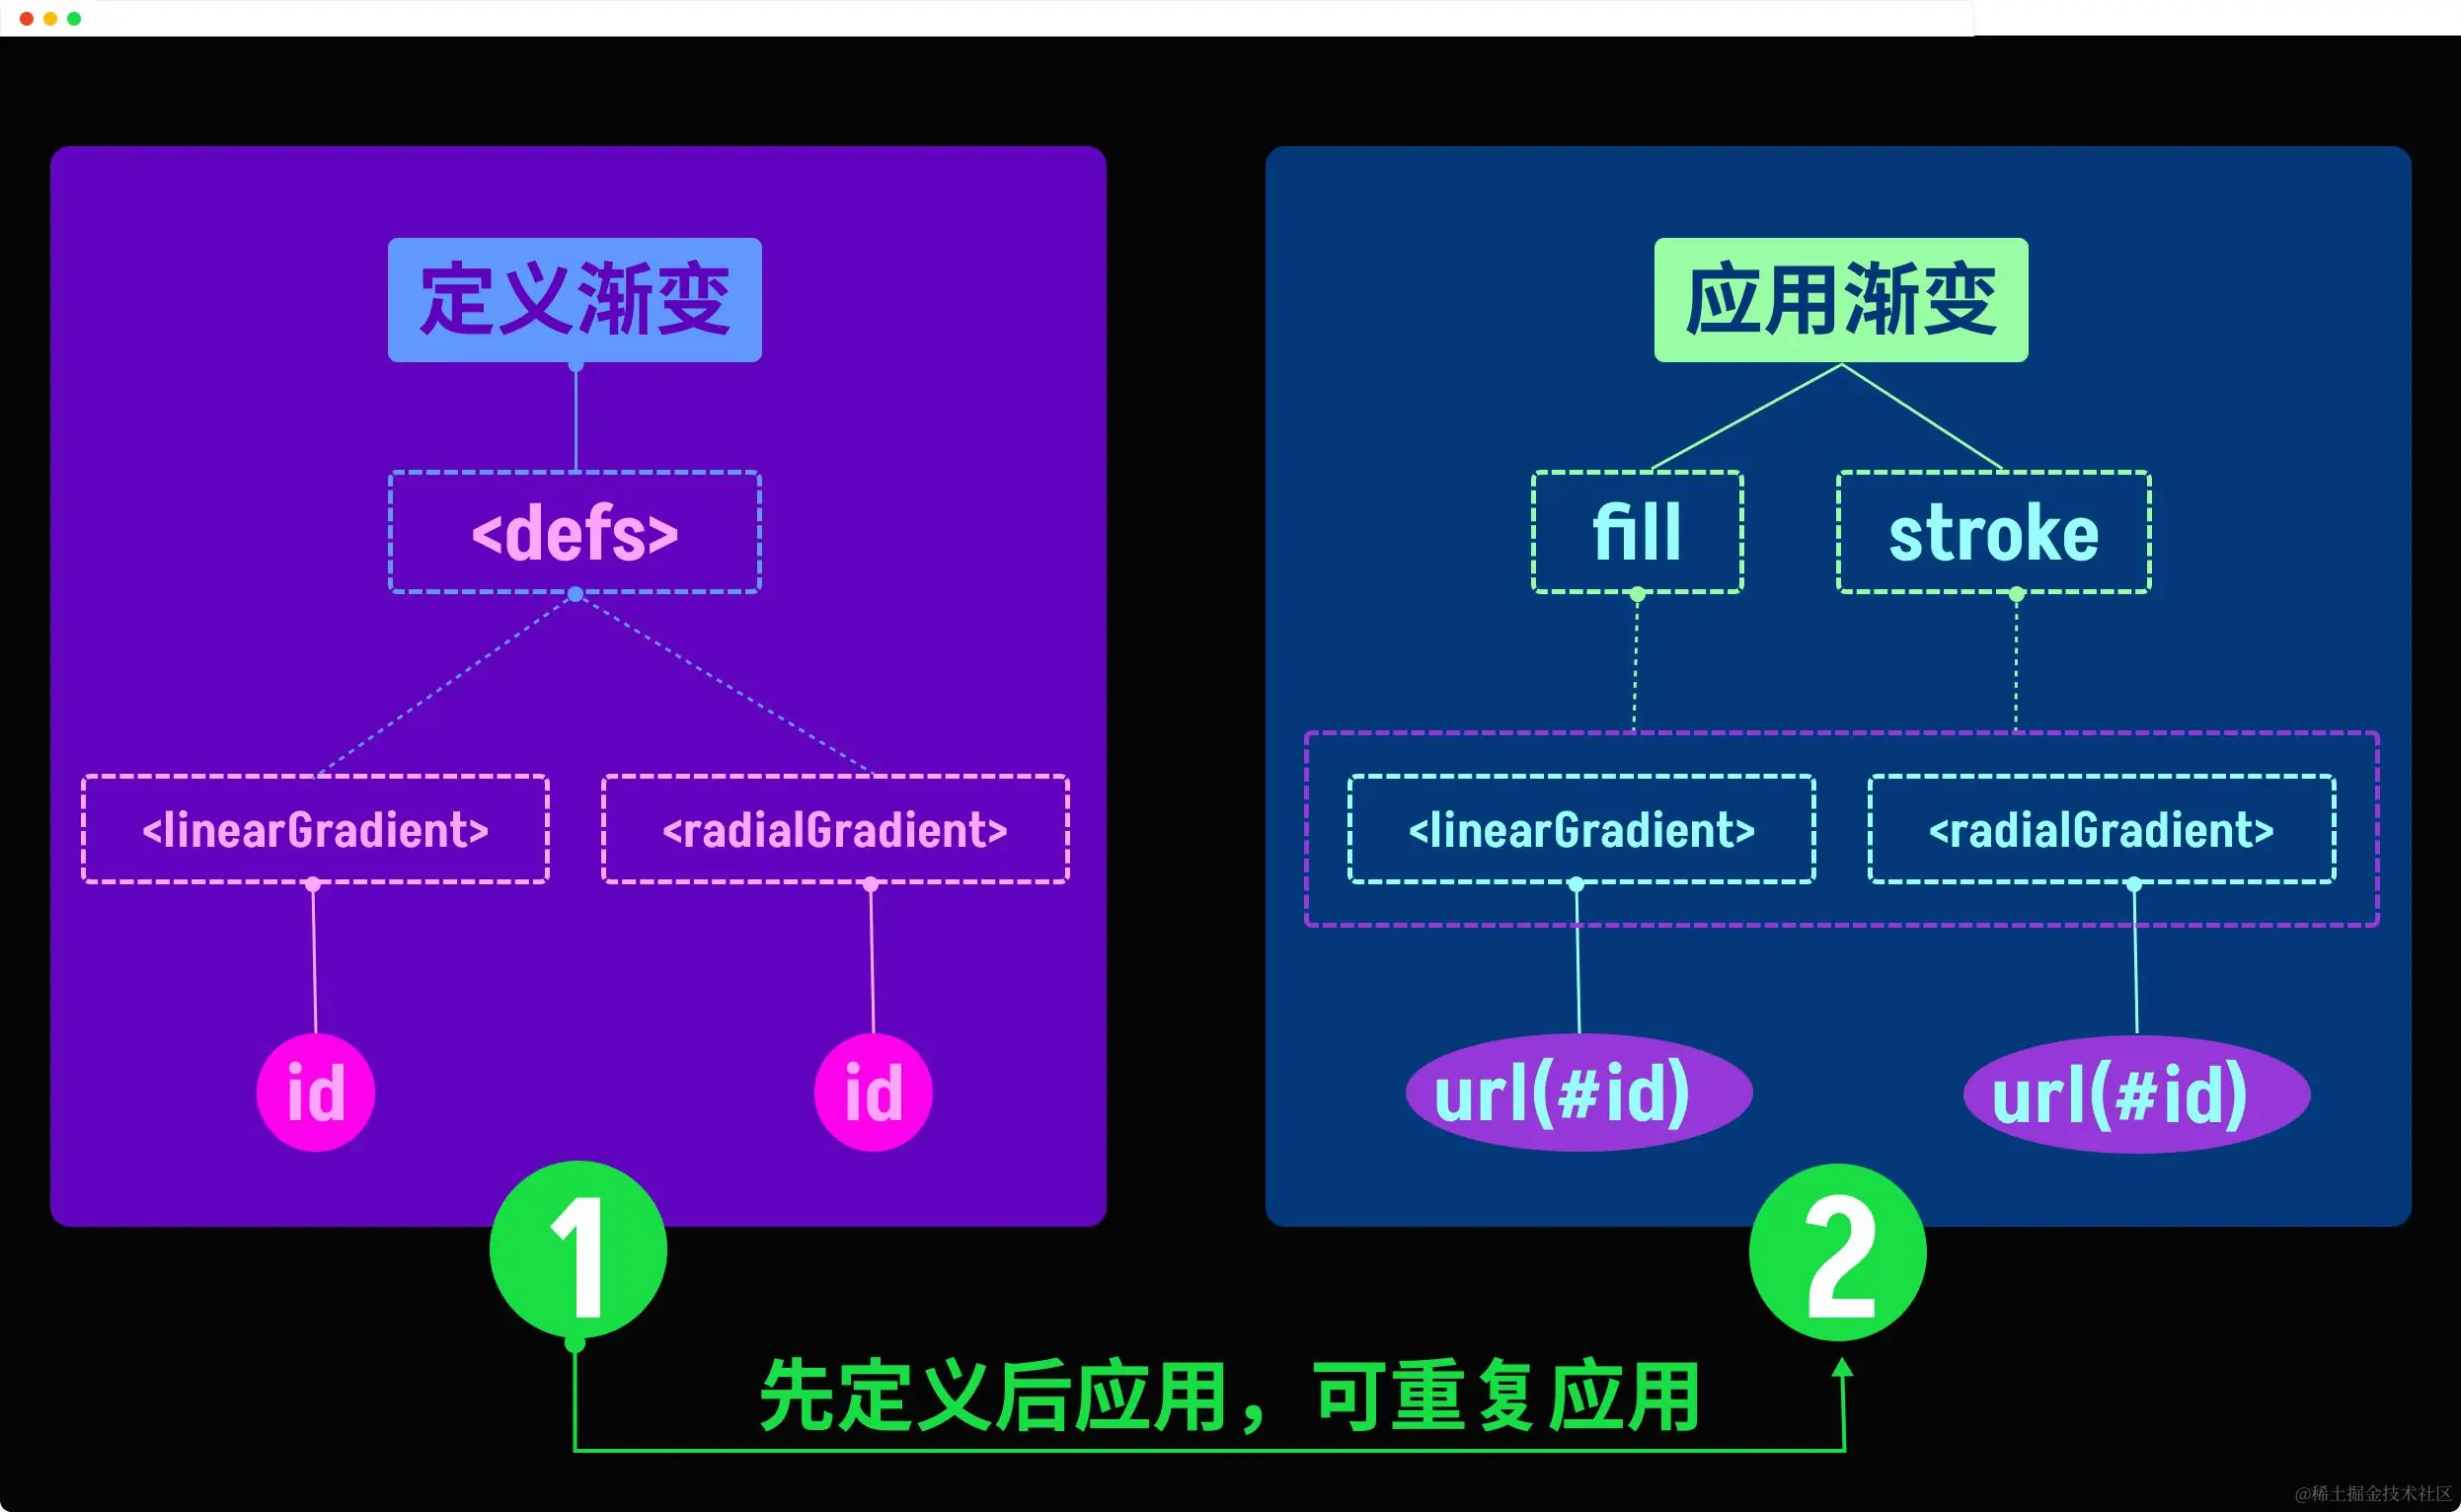 定义渐变
<defs>
<linearGradient>
<radialGradient>
id
id
1
应用渐变
fill
stroke
<linearGradient>
<radialGradient>
url(#id)
url(#id)
2
先定义后应用，可重复应用
@稀土掘金技术社区